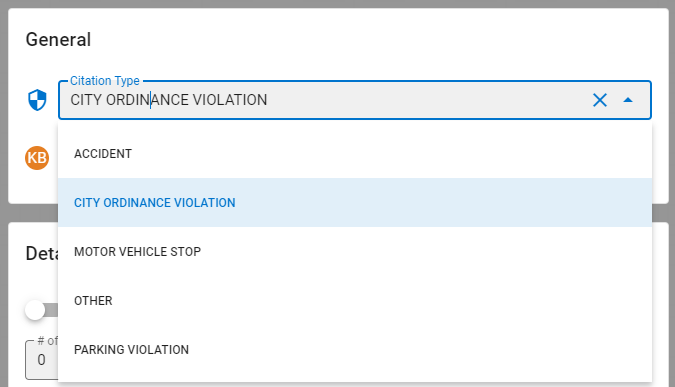 General
Citation Type
CITY ORDINANCE VIOLATION
KB
ACCIDENT
CITY ORDINANCE VIOLATION
MOTOR VEHICLE STOP
OTHER
PARKING VIOLATION
# of
0